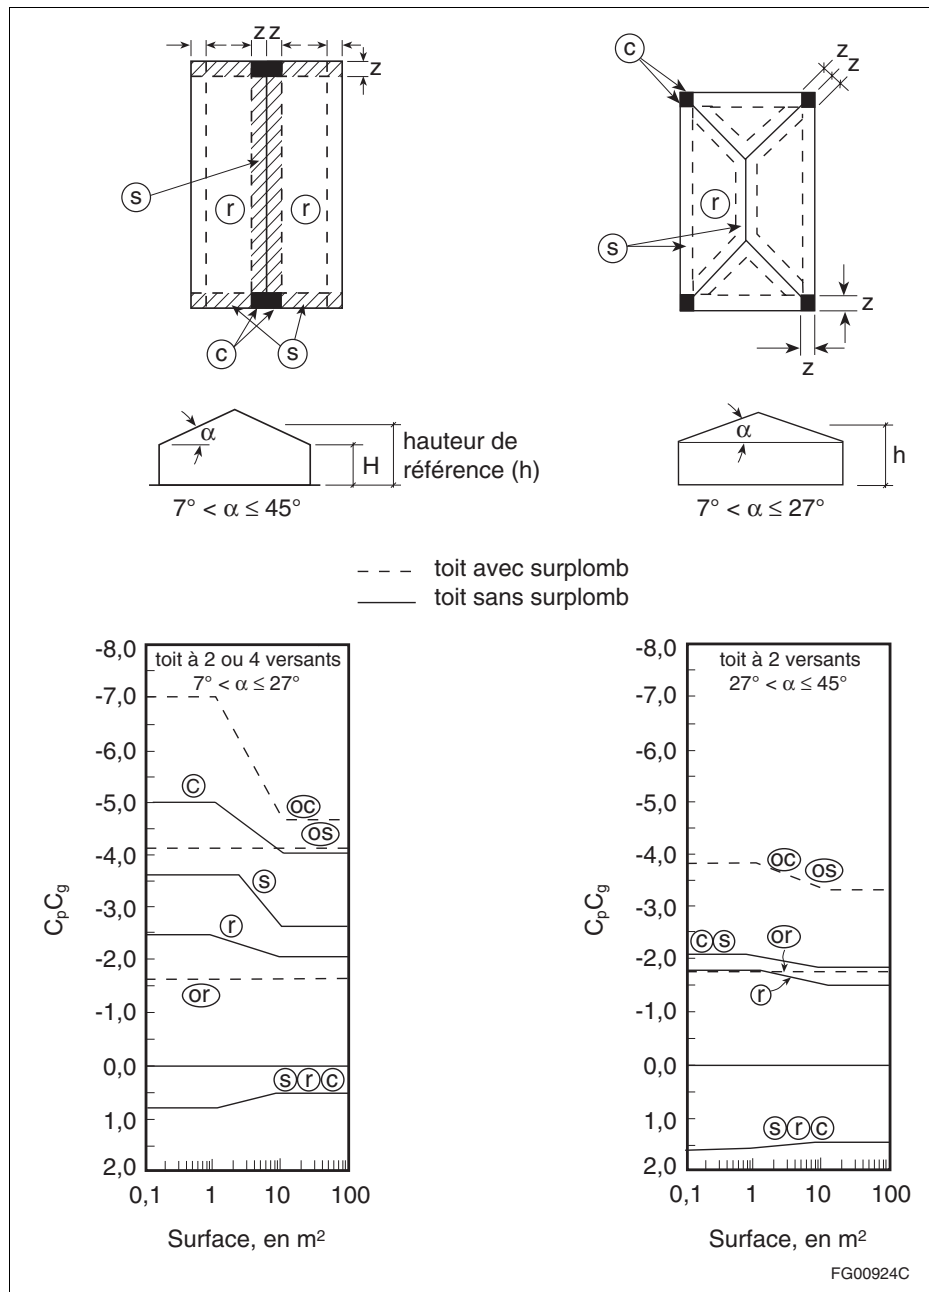 z z
z
s
r
r
c
s
c
z
z
r
s
z
z
α
H
hauteur de
référence (h)
7° < α ≤ 45°
α
h
7° < α ≤ 27°
toit avec surplomb
toit sans surplomb
-8,0
-7,0
-6,0
-5,0
-4,0
-3,0
-2,0
-1,0
0,0
1,0
2,0
CpCg
toit à 2 ou 4 versants
7° < α ≤ 27°
c
oc
os
s
r
or
s r c
0,1
1
10
100
Surface, en m²
-8,0
-7,0
-6,0
-5,0
-4,0
-3,0
-2,0
-1,0
0,0
1,0
2,0
CpCg
toit à 2 versants
27° < α ≤ 45°
oc
os
c s
or
r
s r c
0,1
1
10
100
Surface, en m²
FG00924C